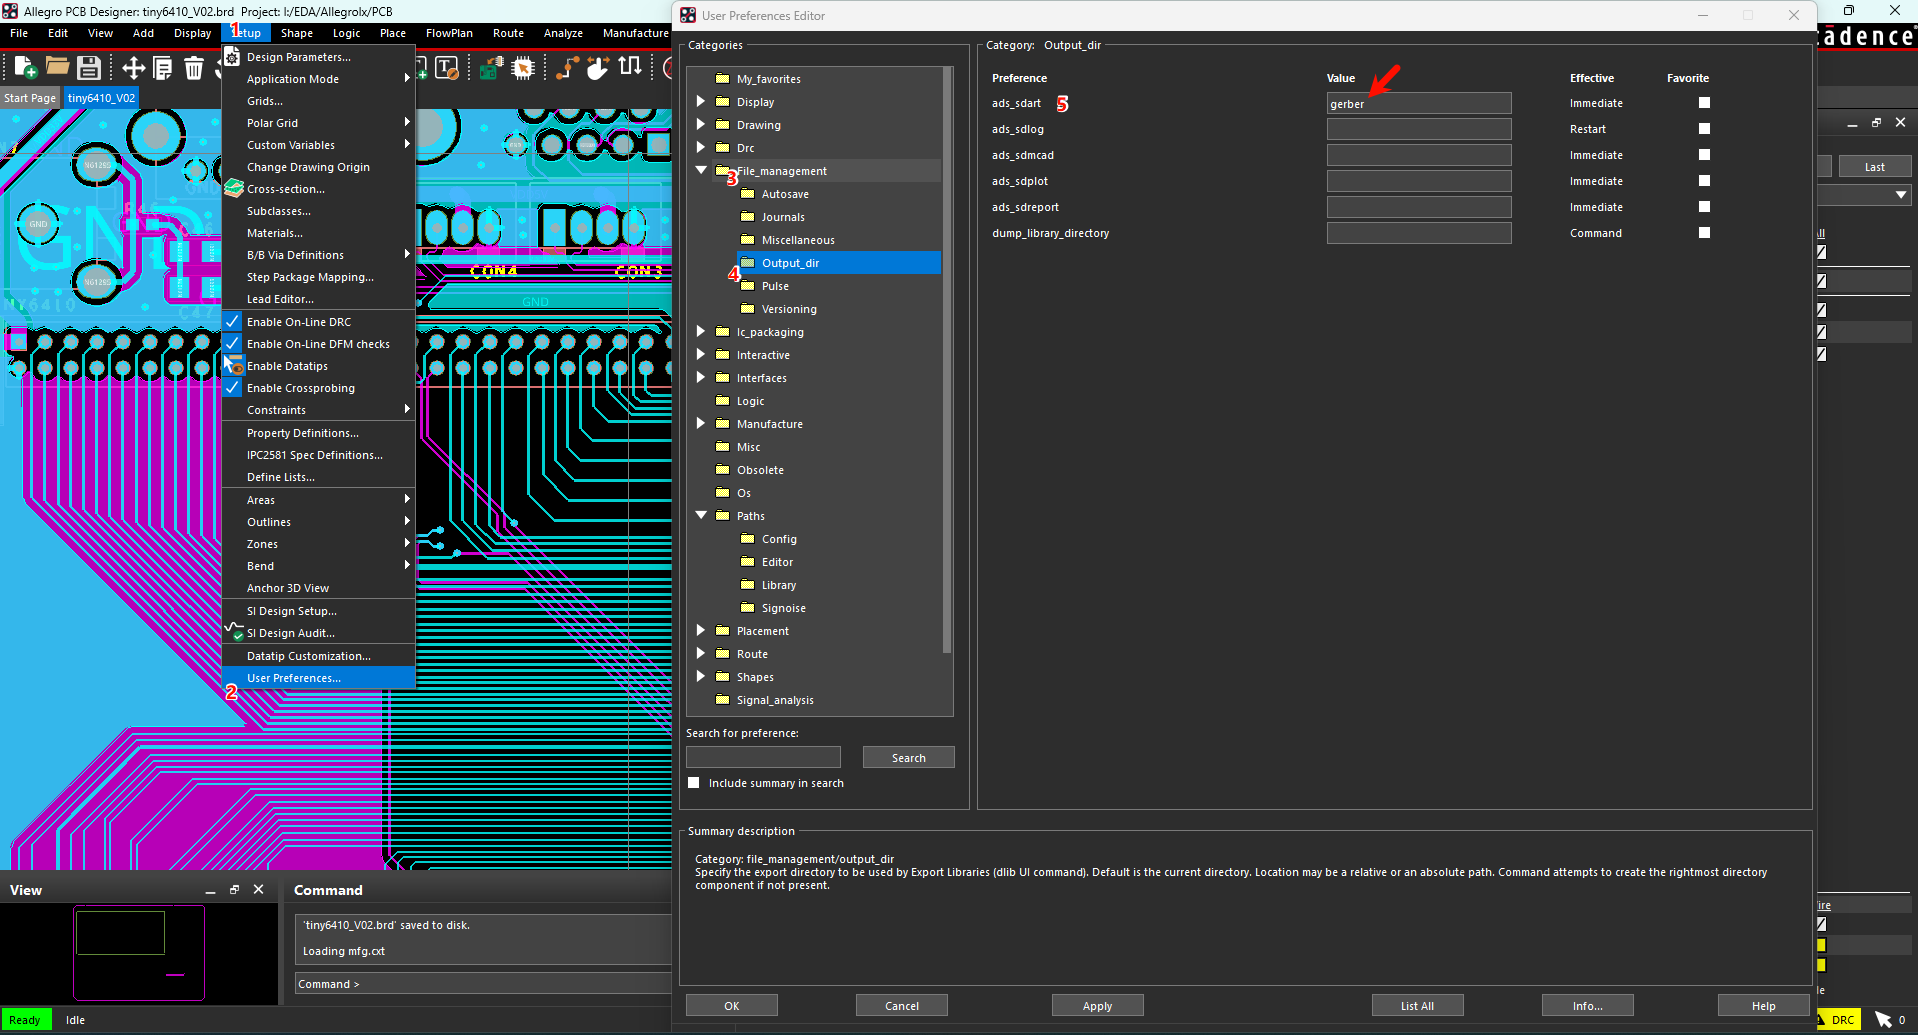 Allegro PCB Designer: tiny6410_V02.brd  Project: I:/EDA/Allegrolx/PCB
File Edit View Add Display Setup Shape Logic Place FlowPlan Route Analyze Manufacture
1
Start Page tiny6410_V02
Design Parameters...
Application Mode
Grids...
Polar Grid
Custom Variables
Change Drawing Origin
Cross-section...
Subclasses...
Materials...
B/B Via Definitions
Step Package Mapping...
Lead Editor...
Enable On-Line DRC
Enable On-Line DFM checks
Enable Datatips
Enable Crossprobing
Constraints
Property Definitions...
IPC2581 Spec Definitions...
Define Lists...
Areas
Outlines
Zones
Bend
Anchor 3D View
SI Design Setup...
SI Design Audit...
Datatip Customization...
User Preferences...
2
GND
GND
CON4
CON3
GND
User Preferences Editor
Categories
My_favorites
Display
Drawing
Drc
File_management
3
Autosave
Journals
Miscellaneous
Output_dir
4
Pulse
Versioning
Ic_packaging
Interactive
Interfaces
Logic
Manufacture
Misc
Obsolete
Os
Paths
Config
Editor
Library
Signoise
Placement
Route
Shapes
Signal_analysis
Search for preference:
Search
Include summary in search
Category: Output_dir
Preference Value Effective Favorite
ads_sdart 5 gerber Immediate
ads_sdlog Restart
ads_sdmcad Immediate
ads_sdplot Immediate
ads_sdreport Immediate
dump_library_directory Command
Summary description
Category: file_management/output_dir
Specify the export directory to be used by Export Libraries (dlib UI command). Default is the current directory. Location may be a relative or an absolute path. Command attempts to create the rightmost directory
component if not present.
OK Cancel Apply List All Info... Help
cādence
Last
View
Command
'tiny6410_V02.brd' saved to disk.
Loading mfg.cxt
Command >
Ready Idle
DRC 0